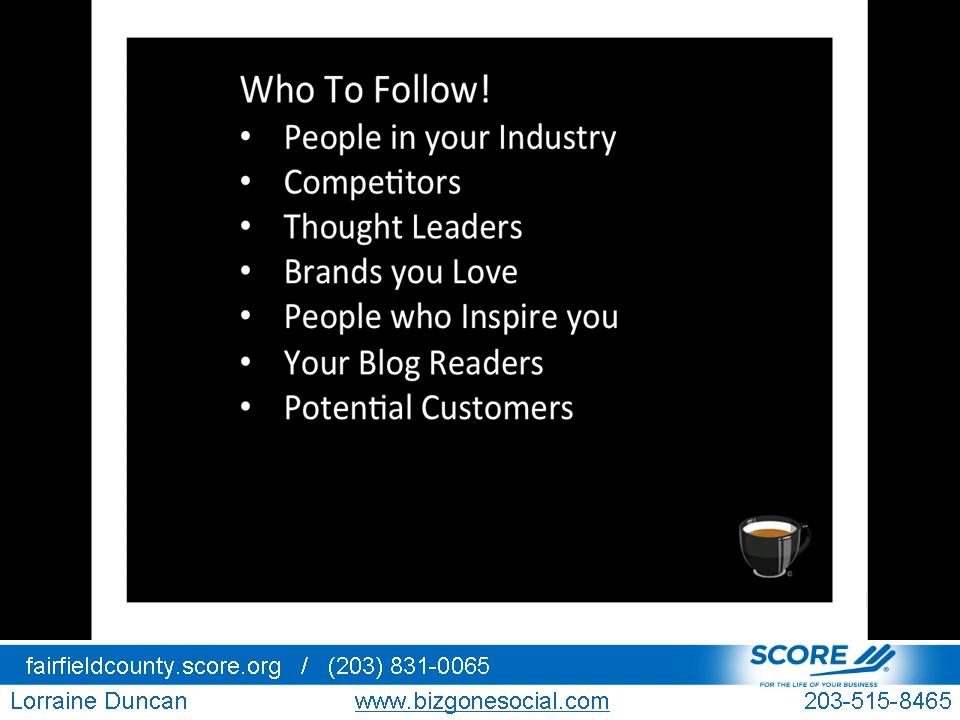 Who To Follow!
• People in your Industry
• Competitors
• Thought Leaders
• Brands you Love
• People who Inspire you
• Your Blog Readers
• Potential Customers
©
fairfieldcounty.score.org / (203) 831-0065
SCORE ®
FOR THE LIFE OF YOUR BUSINESS
Lorraine Duncan www.bizgonesocial.com 203-515-8465